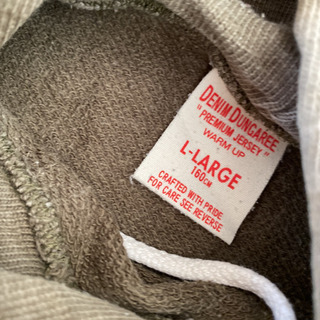 DENIM DUNGAREE
"PREMIUM JERSEY"
WARM UP
L-LARGE
160CM
CRAFTED WITH PRIDE
FOR CARE SEE REVERSE